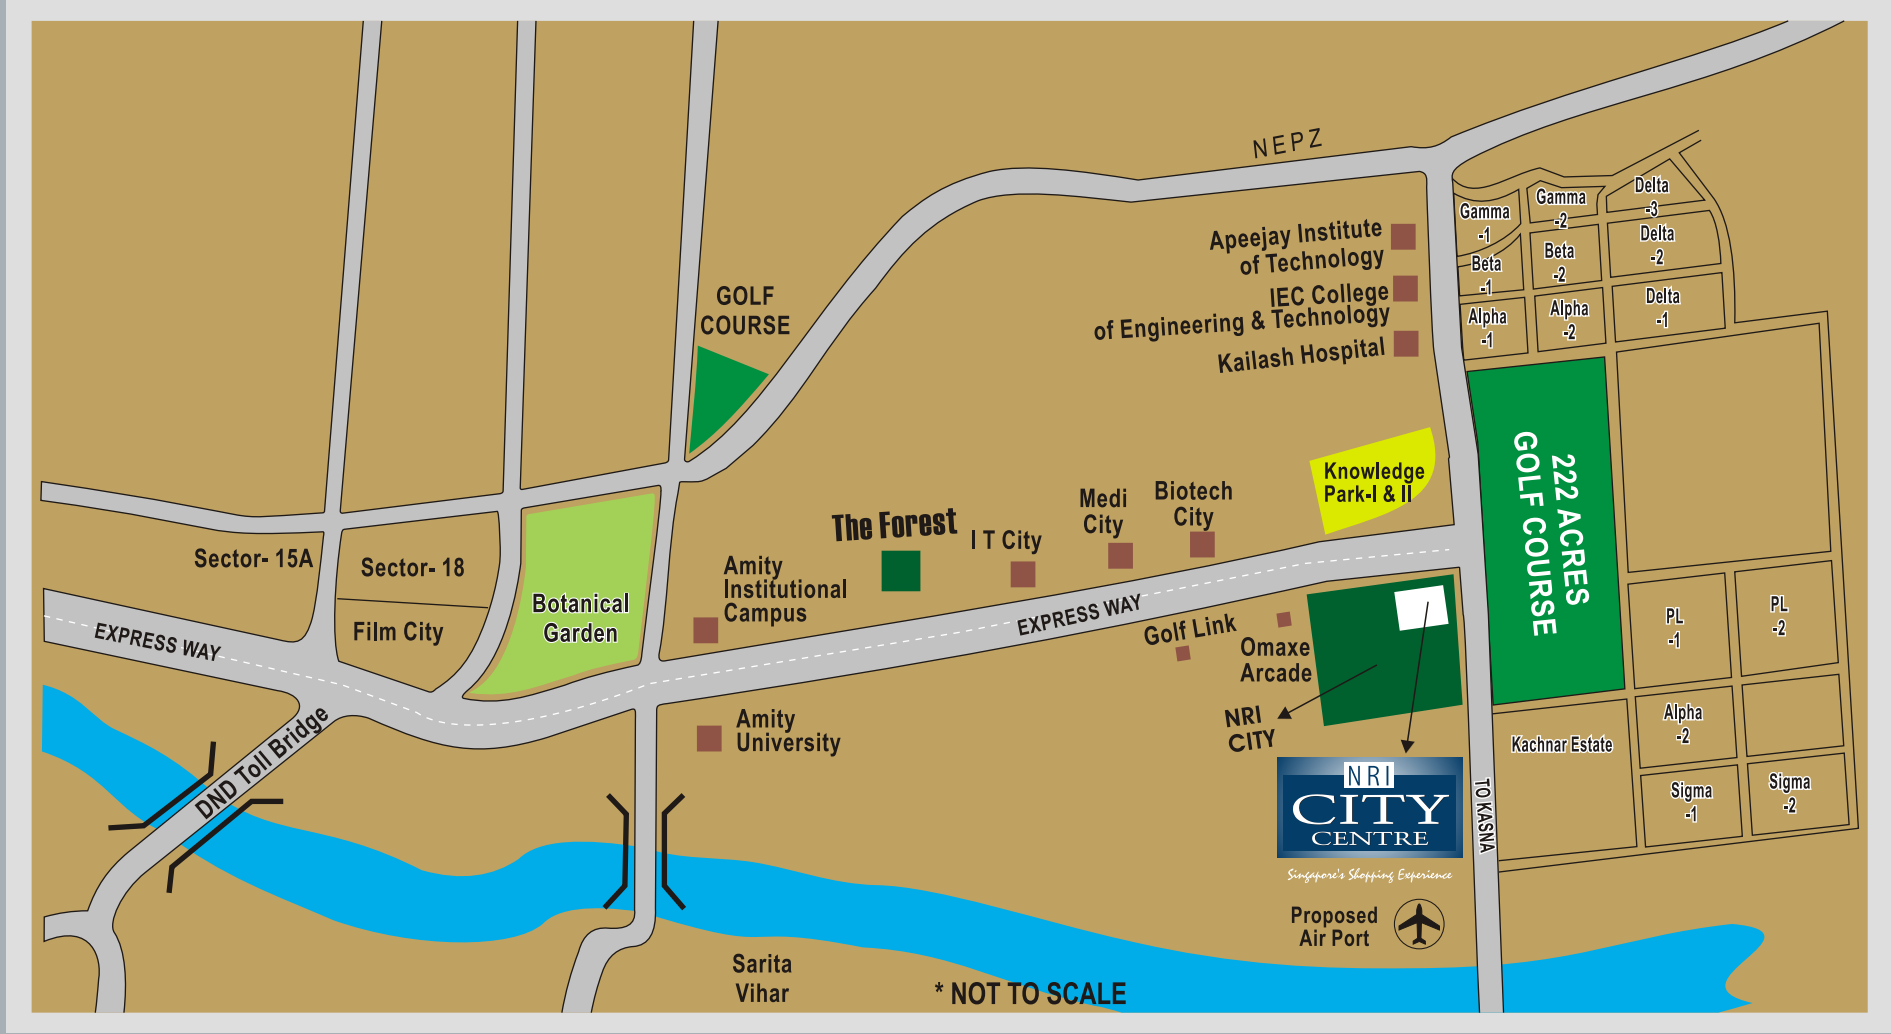 NEPZ
Apeejay Institute
of Technology
IEC College
of Engineering & Technology
Kailash Hospital
Gamma
-1
Gamma
-2
Delta
-3
Beta
-1
Beta
-2
Delta
-2
Alpha
-1
Alpha
-2
Delta
-1
GOLF
COURSE
222 ACRES
GOLF COURSE
Knowledge
Park-I & II
Biotech
City
Medi
City
I T City
The Forest
Amity
Institutional
Campus
Sector- 15A
Sector- 18
Film City
Botanical
Garden
EXPRESS WAY
EXPRESS WAY
Golf Link
Omaxe
Arcade
NRI
CITY
PL
-1
PL
-2
Alpha
-2
Kachnar Estate
Sigma
-1
Sigma
-2
Amity
University
DND Toll Bridge
NRI
CITY
CENTRE
Singapore's Shopping Experience
TO KASNA
Proposed
Air Port
Sarita
Vihar
* NOT TO SCALE